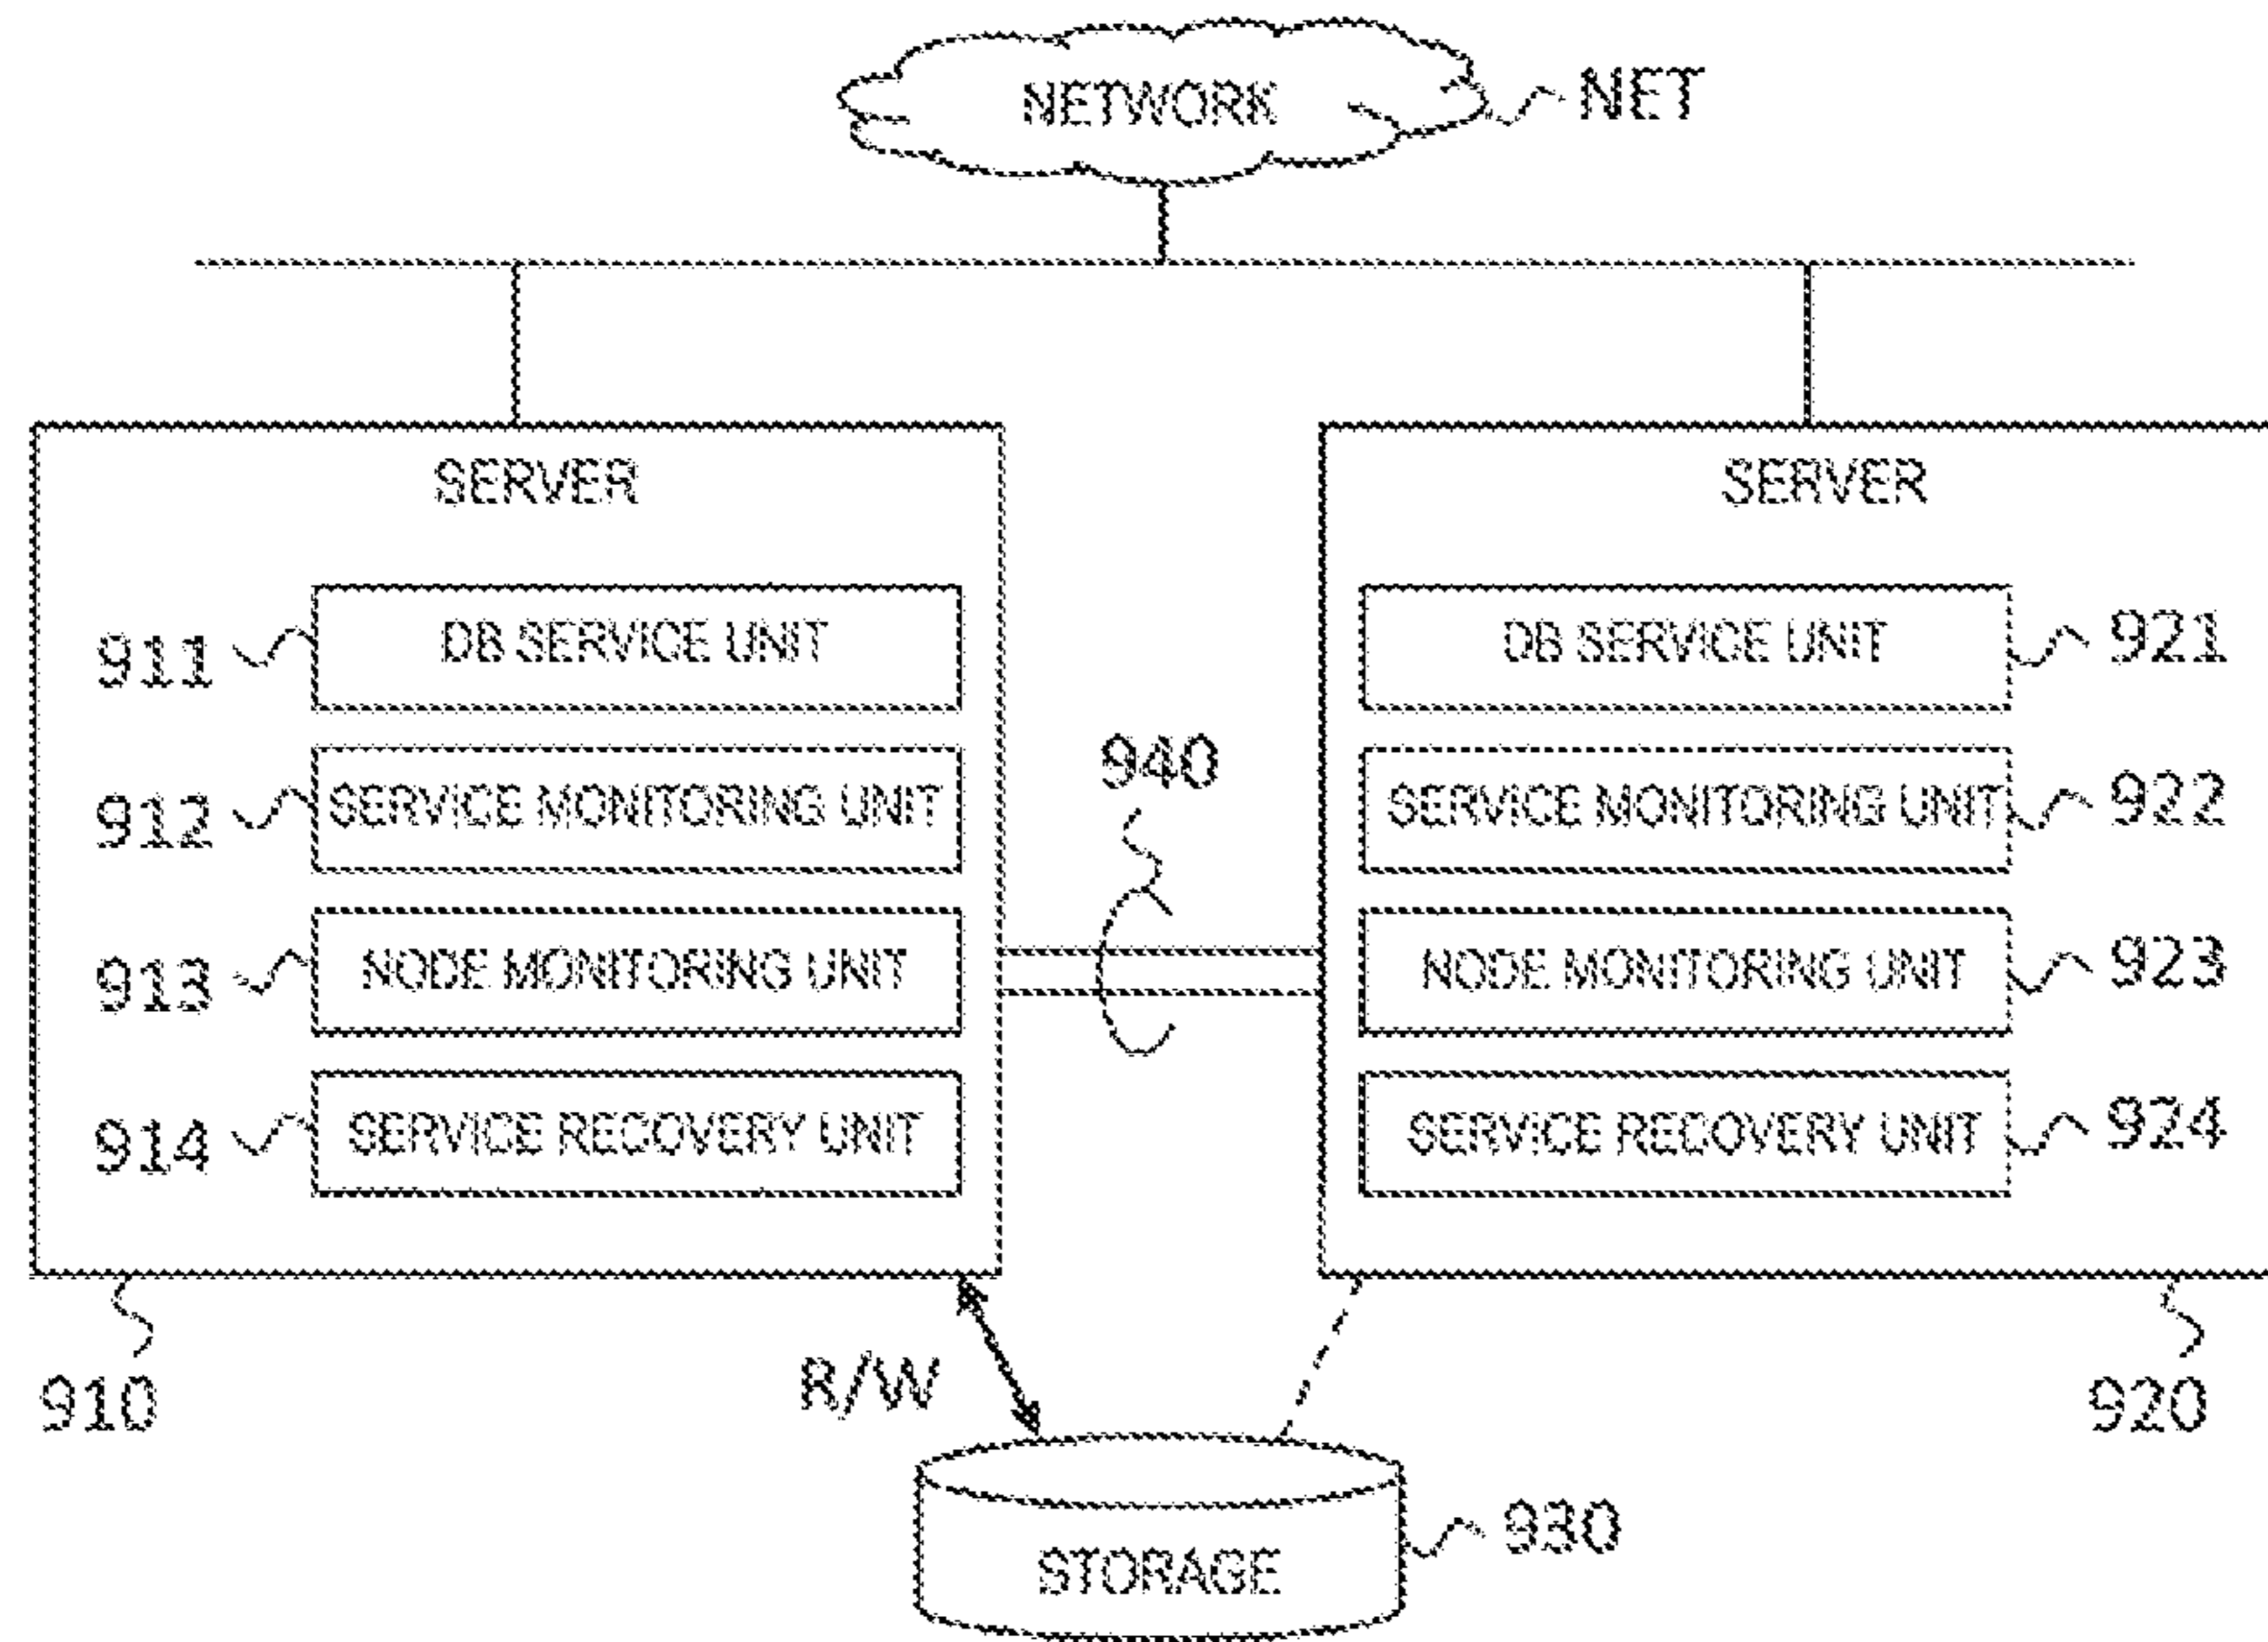 NETWORK
NET
SERVER
SERVER
911
DB SERVICE UNIT
DB SERVICE UNIT
921
940
912
SERVICE MONITORING UNIT
SERVICE MONITORING UNIT
922
913
NODE MONITORING UNIT
NODE MONITORING UNIT
923
914
SERVICE RECOVERY UNIT
SERVICE RECOVERY UNIT
924
910
R/W
920
STORAGE
930